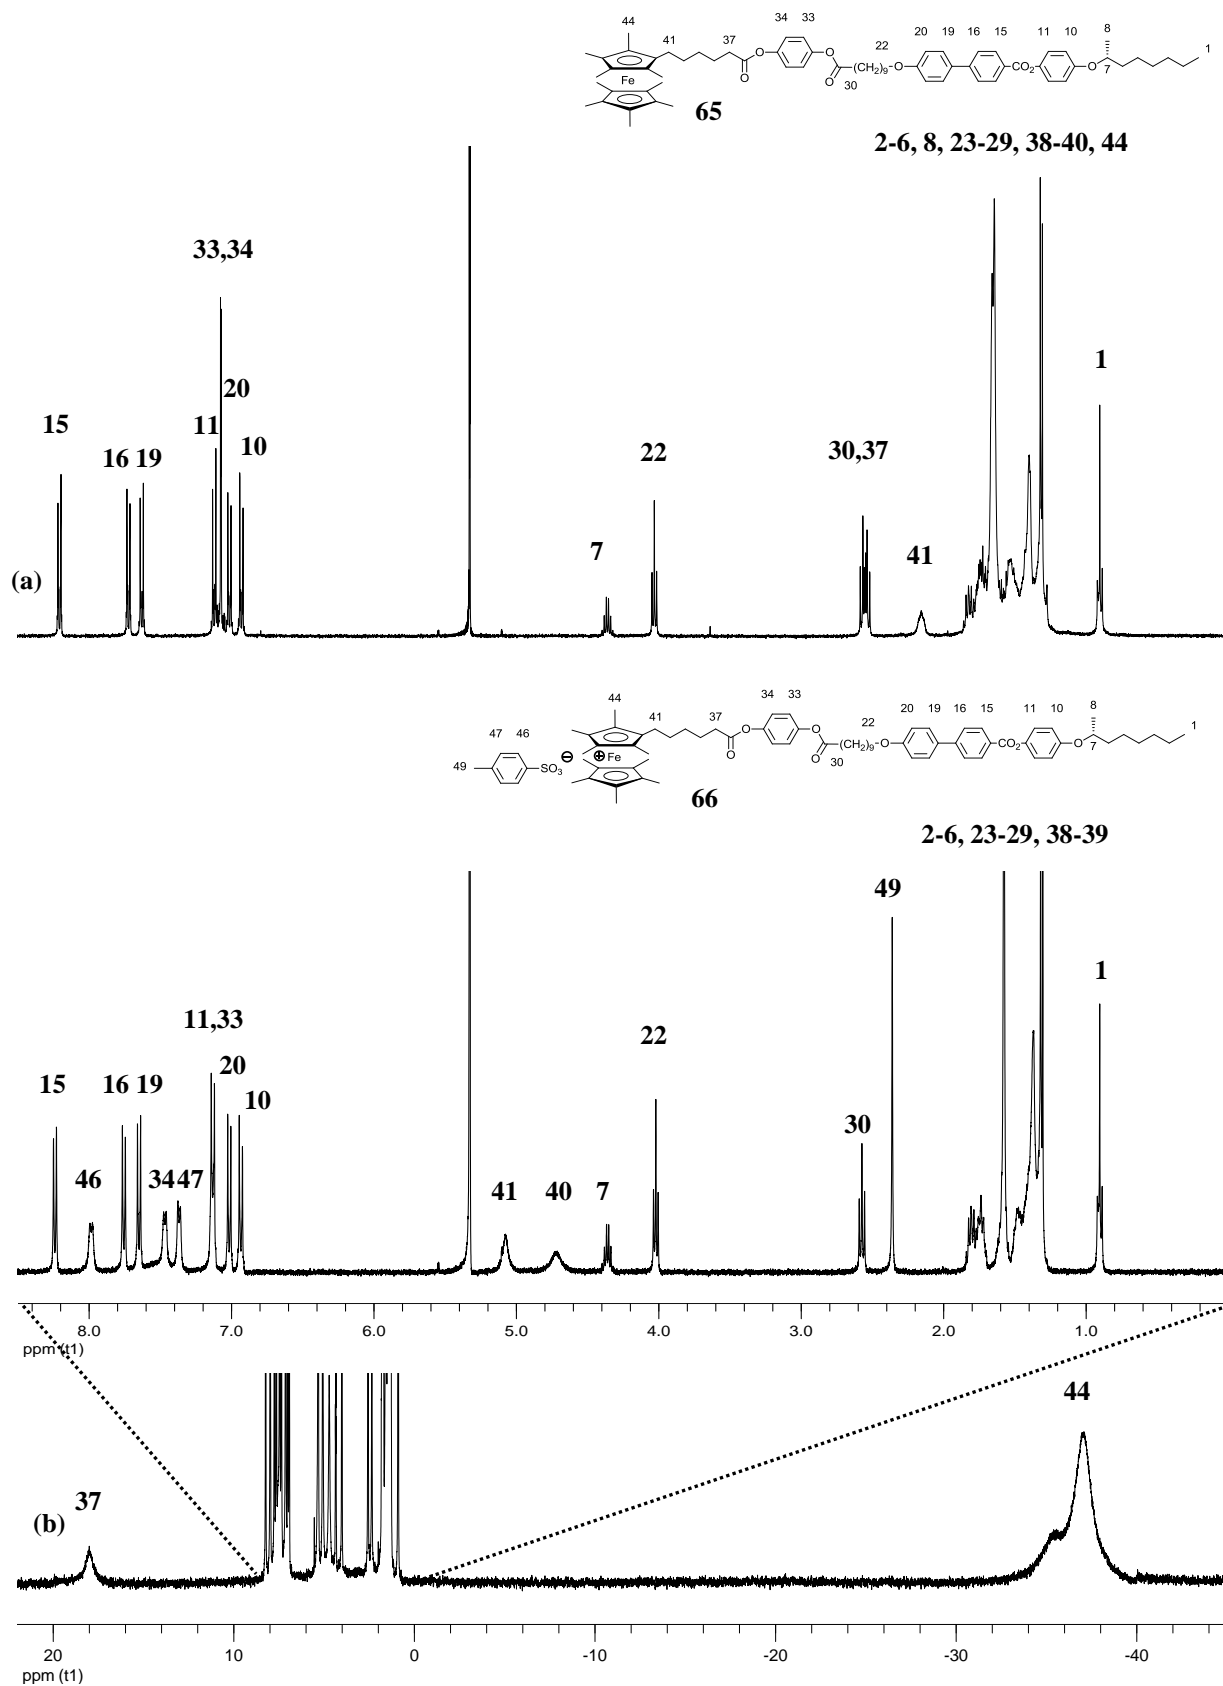 44
34 33
8
41 37 20 19 16 15 11 10 1
22
O O (CH₂)₉ O CO₂ O 7
O O
Fe 30
65
2-6, 8, 23-29, 38-40, 44
33,34
1
20
15 11
10
16 19 22 30,37
7 41
(a)
44 34 33 8
41 37 20 19 16 15 11 10 1
47 46 22
O O (CH₂)₉ O CO₂ O 7
49 SO₃ ⊖ ⊕ Fe O O
30
66
2-6, 23-29, 38-39
49
1
11,33
22
20
15 16 19
10
30
46 34 47
41 40 7
8.0 7.0 6.0 5.0 4.0 3.0 2.0 1.0
ppm (t1)
44
37
(b)
20 10 0 -10 -20 -30 -40
ppm (t1)